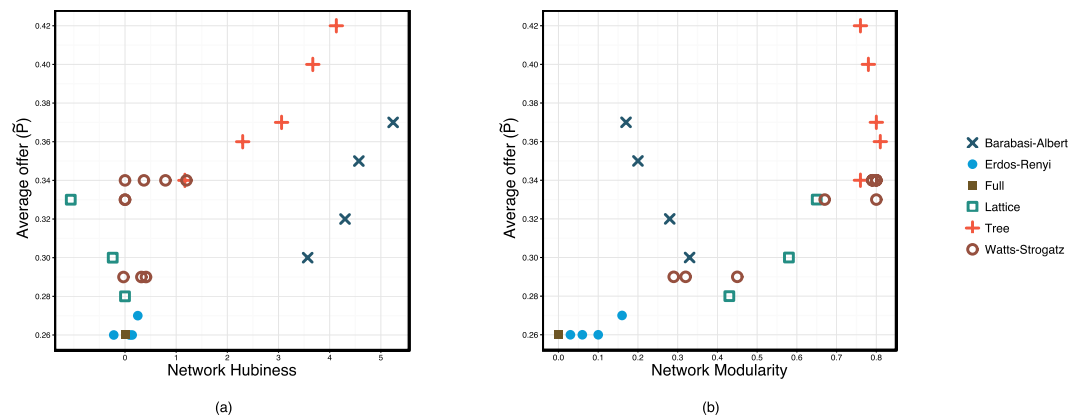 0.42
0.40
0.38
0.36
0.34
0.32
0.30
0.28
0.26
Average offer (P̃)
0
1
2
3
4
5
Network Hubiness
(a)
0.42
0.40
0.38
0.36
0.34
0.32
0.30
0.28
0.26
Average offer (P̃)
0.0
0.1
0.2
0.3
0.4
0.5
0.6
0.7
0.8
Network Modularity
(b)
Barabasi-Albert
Erdos-Renyi
Full
Lattice
Tree
Watts-Strogatz